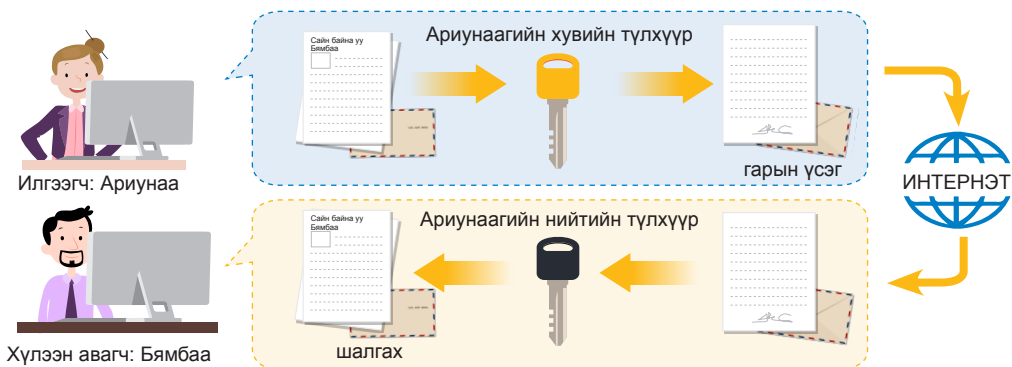 Ариунаагийн хувийн түлхүүр
Сайн байна уу
Бямбаа
гарын үсэг
Илгээгч: Ариунаа
ИНТЕРНЭТ
Ариунаагийн нийтийн түлхүүр
Сайн байна уу
Бямбаа
шалгах
Хүлээн авагч: Бямбаа